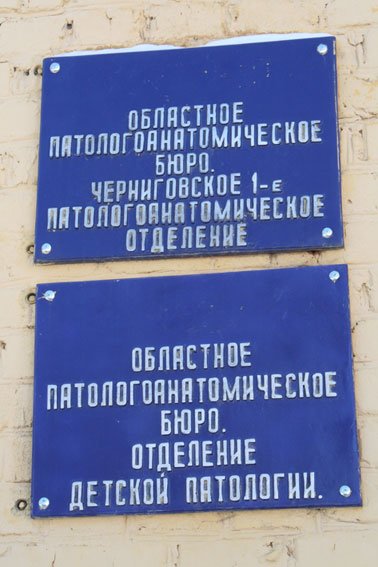 ОБЛАСТНОЕ
ПАТОЛОГОАНАТОМИЧЕСКОЕ
БЮРО.
ЧЕРНИГОВСКОЕ 1-е
ПАТОЛОГОАНАТОМИЧЕСКОЕ
ОТДЕЛЕНИЕ
ОБЛАСТНОЕ
ПАТОЛОГОАНАТОМИЧЕСКОЕ
БЮРО.
ОТДЕЛЕНИЕ
ДЕТСКОЙ ПАТОЛОГИИ.